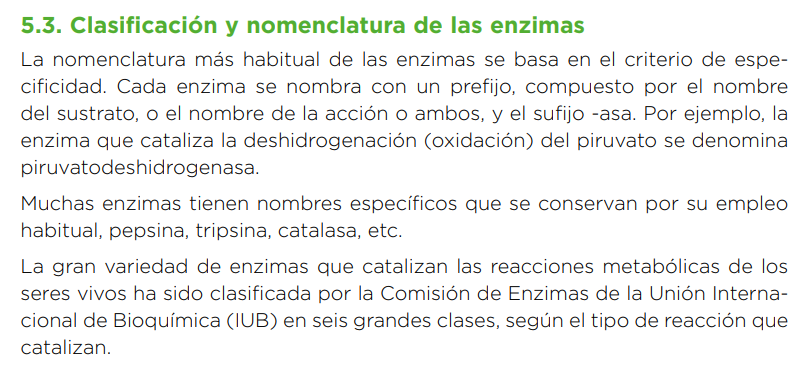 5.3. Clasificación y nomenclatura de las enzimas
La nomenclatura más habitual de las enzimas se basa en el criterio de espe-
cificidad. Cada enzima se nombra con un prefijo, compuesto por el nombre
del sustrato, o el nombre de la acción o ambos, y el sufijo -asa. Por ejemplo, la
enzima que cataliza la deshidrogenación (oxidación) del piruvato se denomina
piruvatodeshidrogenasa.
Muchas enzimas tienen nombres específicos que se conservan por su empleo
habitual, pepsina, tripsina, catalasa, etc.
La gran variedad de enzimas que catalizan las reacciones metabólicas de los
seres vivos ha sido clasificada por la Comisión de Enzimas de la Unión Interna-
cional de Bioquímica (IUB) en seis grandes clases, según el tipo de reacción que
catalizan.